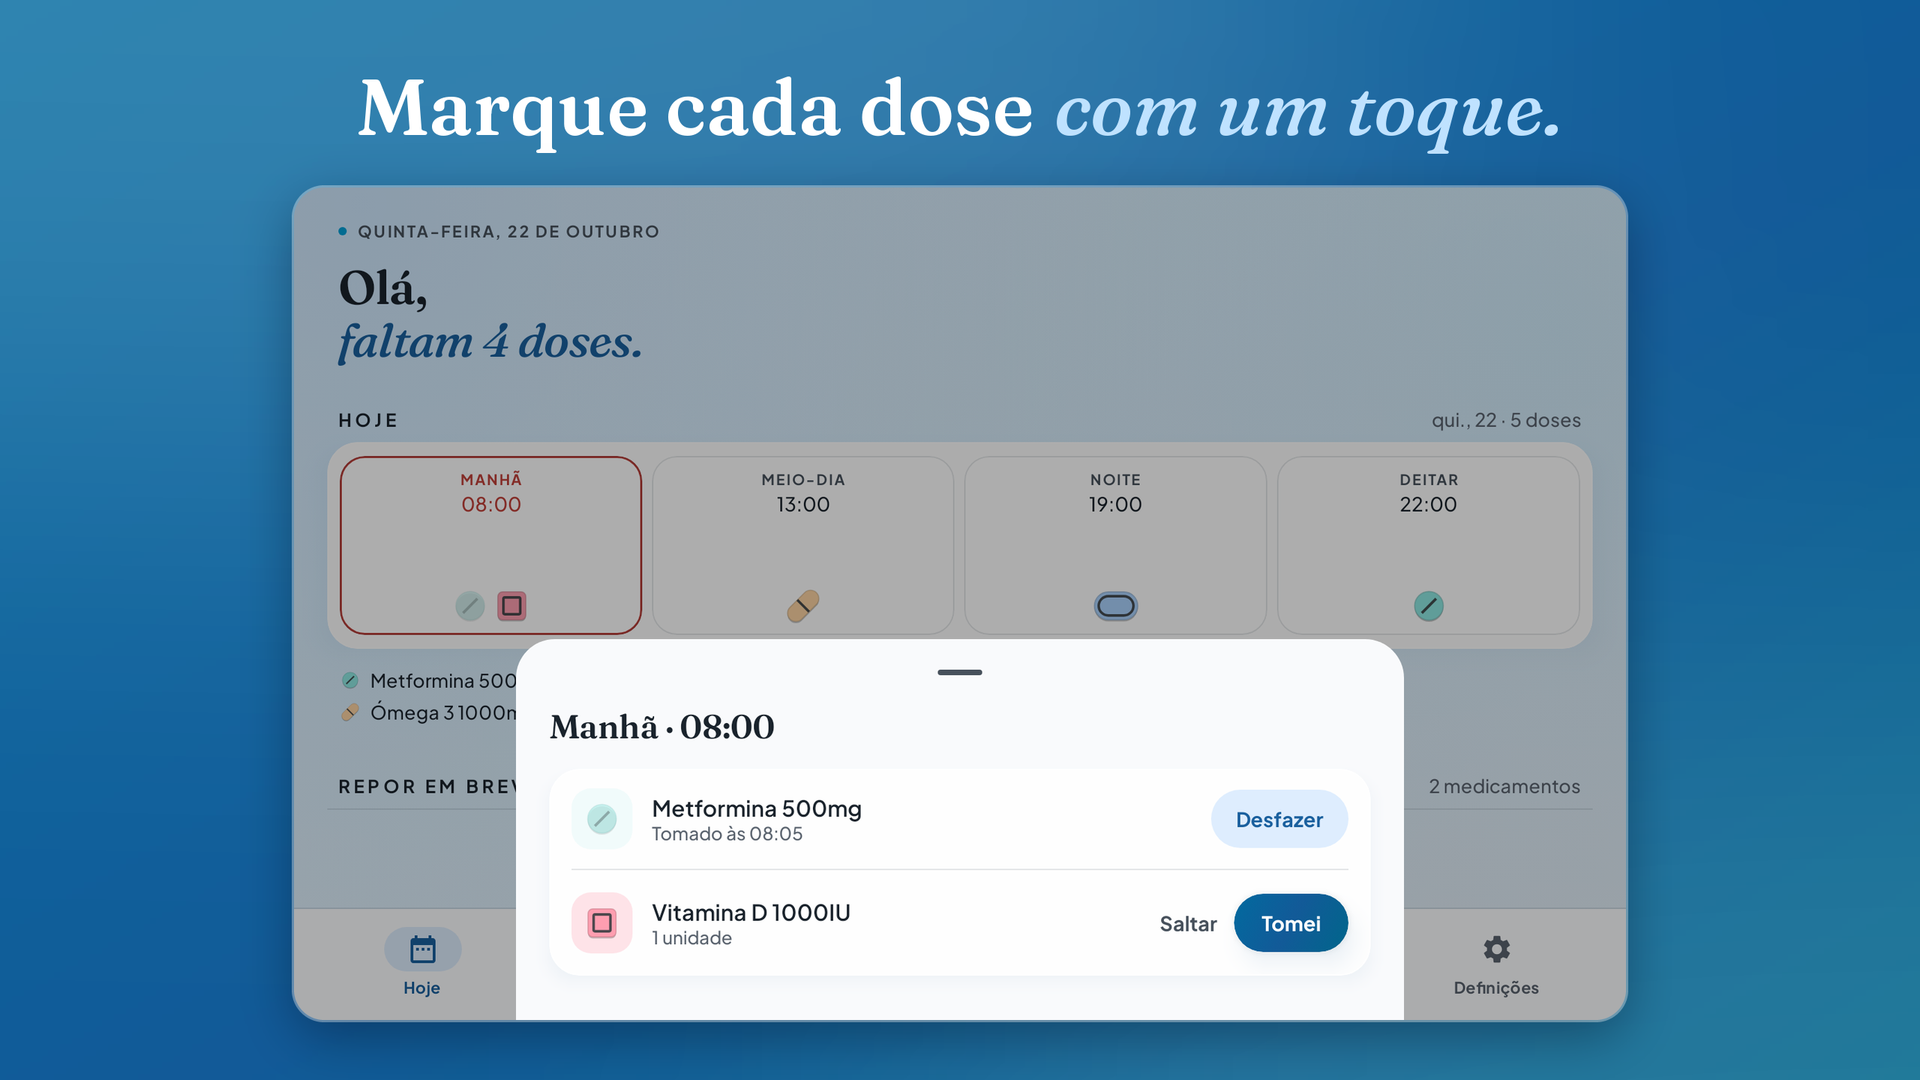 Marque cada dose com um toque.
QUINTA-FEIRA, 22 DE OUTUBRO
Olá,
faltam 4 doses.
HOJE
qui., 22 · 5 doses
MANHÃ
08:00
MEIO-DIA
13:00
NOITE
19:00
DEITAR
22:00
Metformina 500
Ómega 3 1000m
REPOR EM BREV
2 medicamentos
Manhã · 08:00
Metformina 500mg
Tomado às 08:05
Desfazer
Vitamina D 1000IU
1 unidade
Saltar
Tomei
Hoje
Definições